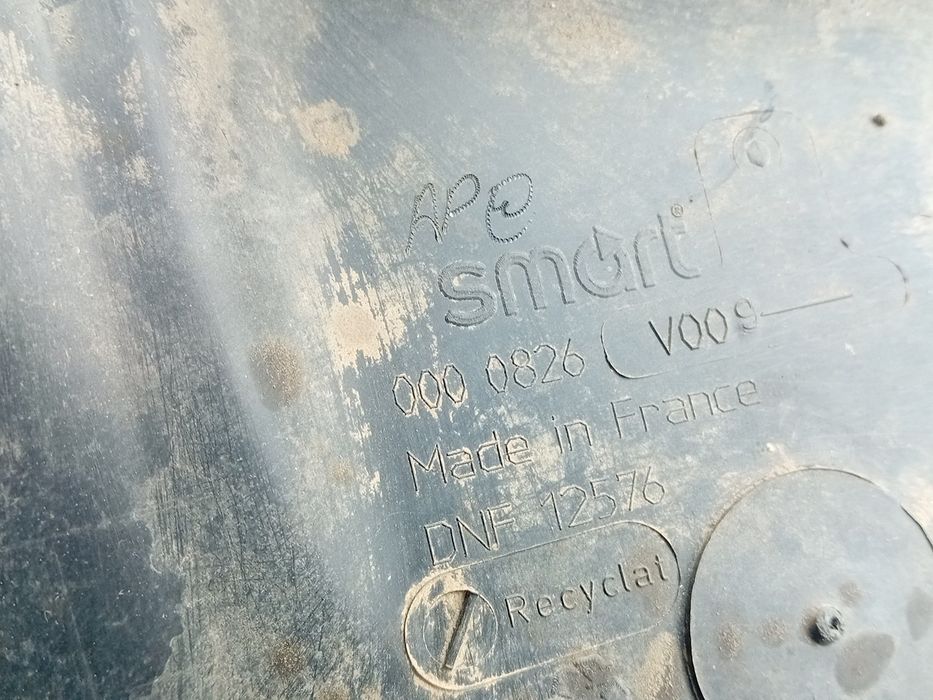 APE
smart®
000 0826 V009
Made in France
DNF 12576
Recyclat